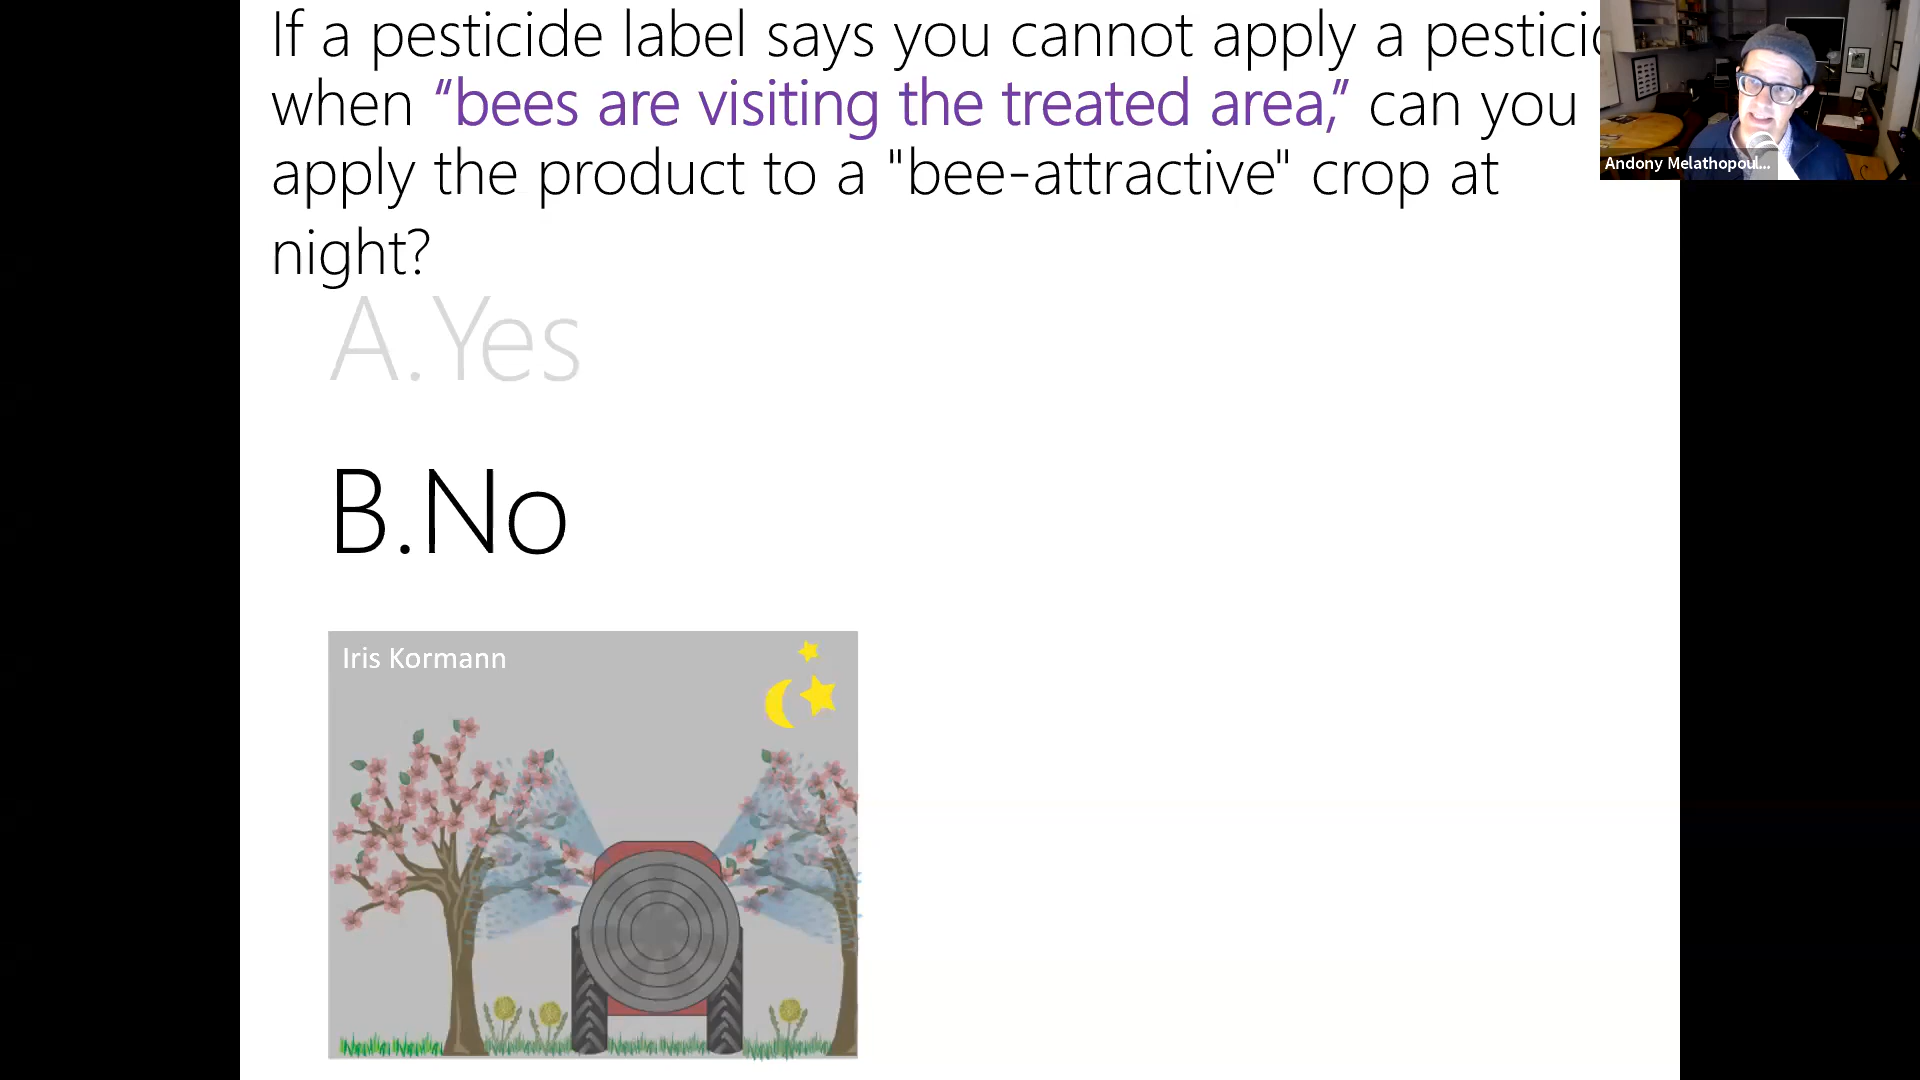 If a pesticide label says you cannot apply a
when “bees are visiting the treated area,” can you
apply the product to a "bee-attractive" crop at
night?
A.Yes
B.No
Iris Kormann
Andony Melathopoul...